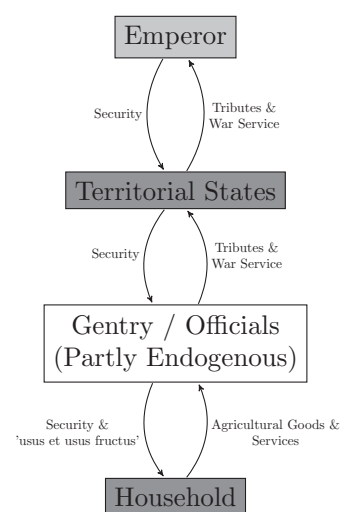 Emperor
Security
Tributes &
War Service
Territorial States
Security
Tributes &
War Service
Gentry / Officials
(Partly Endogenous)
Security &
'usus et usus fructus'
Agricultural Goods &
Services
Household